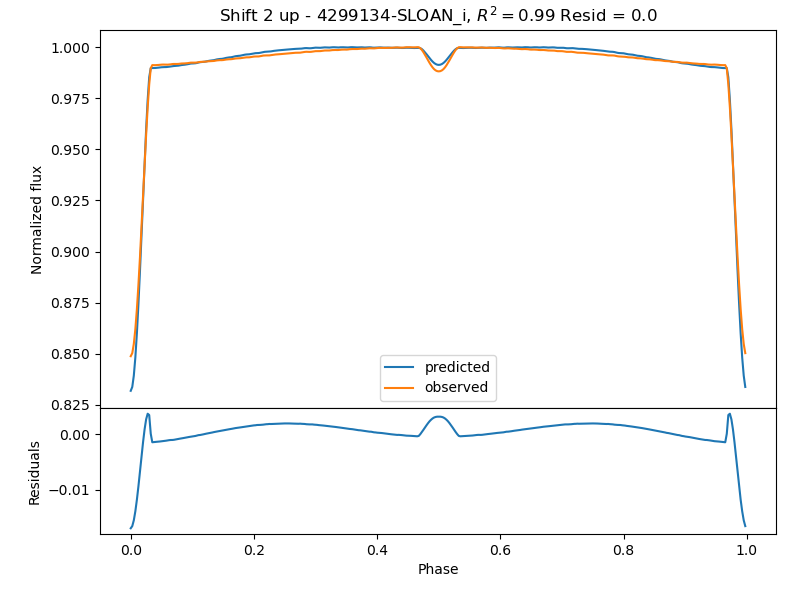 Shift 2 up - 4299134-SLOAN_i, R² = 0.99 Resid = 0.0
Normalized flux
1.000
0.975
0.950
0.925
0.900
0.875
0.850
0.825
predicted
observed
Residuals
0.00
−0.01
0.0 0.2 0.4 0.6 0.8 1.0
Phase